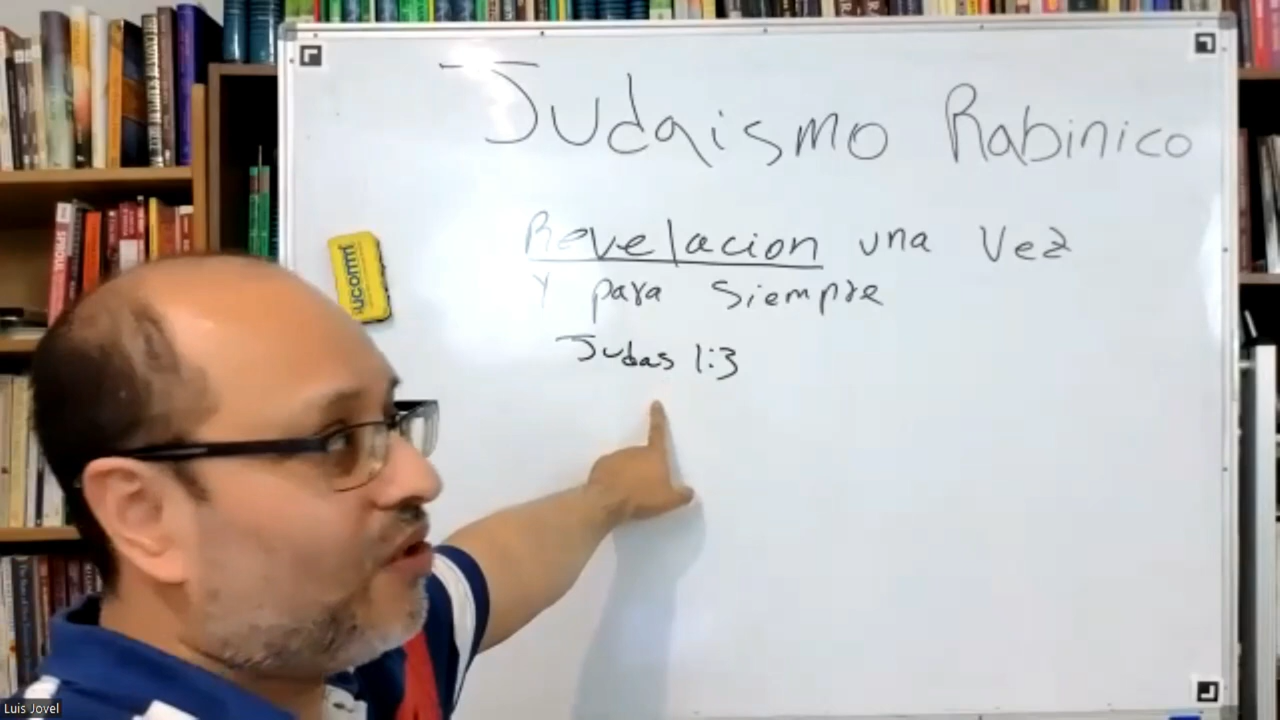 Judaismo Rabinico
Revelacion una Vez
Y para Siempre
Judas 1:3
Luis Jovel